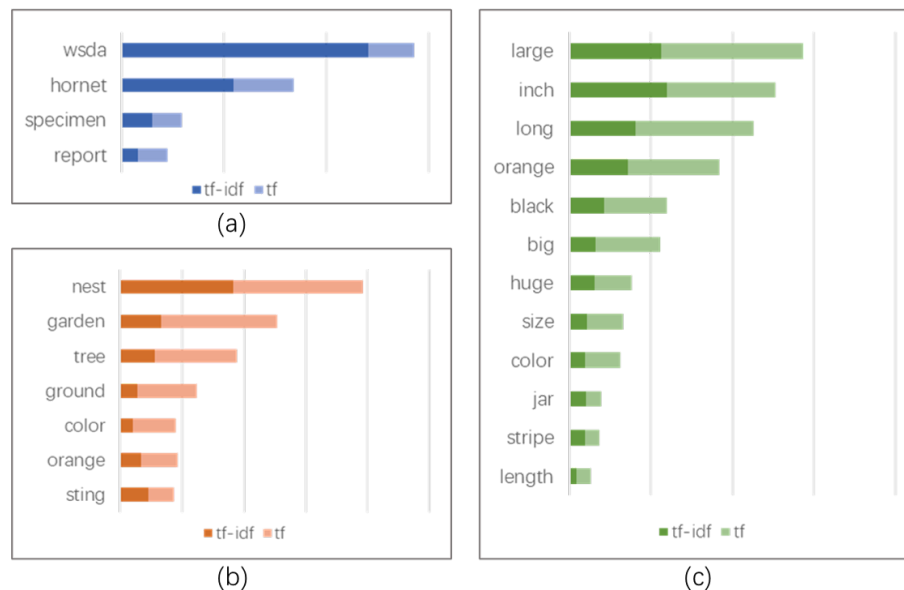 wsda
hornet
specimen
report
tf-idf tf
(a)
nest
garden
tree
ground
color
orange
sting
tf-idf tf
(b)
large
inch
long
orange
black
big
huge
size
color
jar
stripe
length
tf-idf tf
(c)